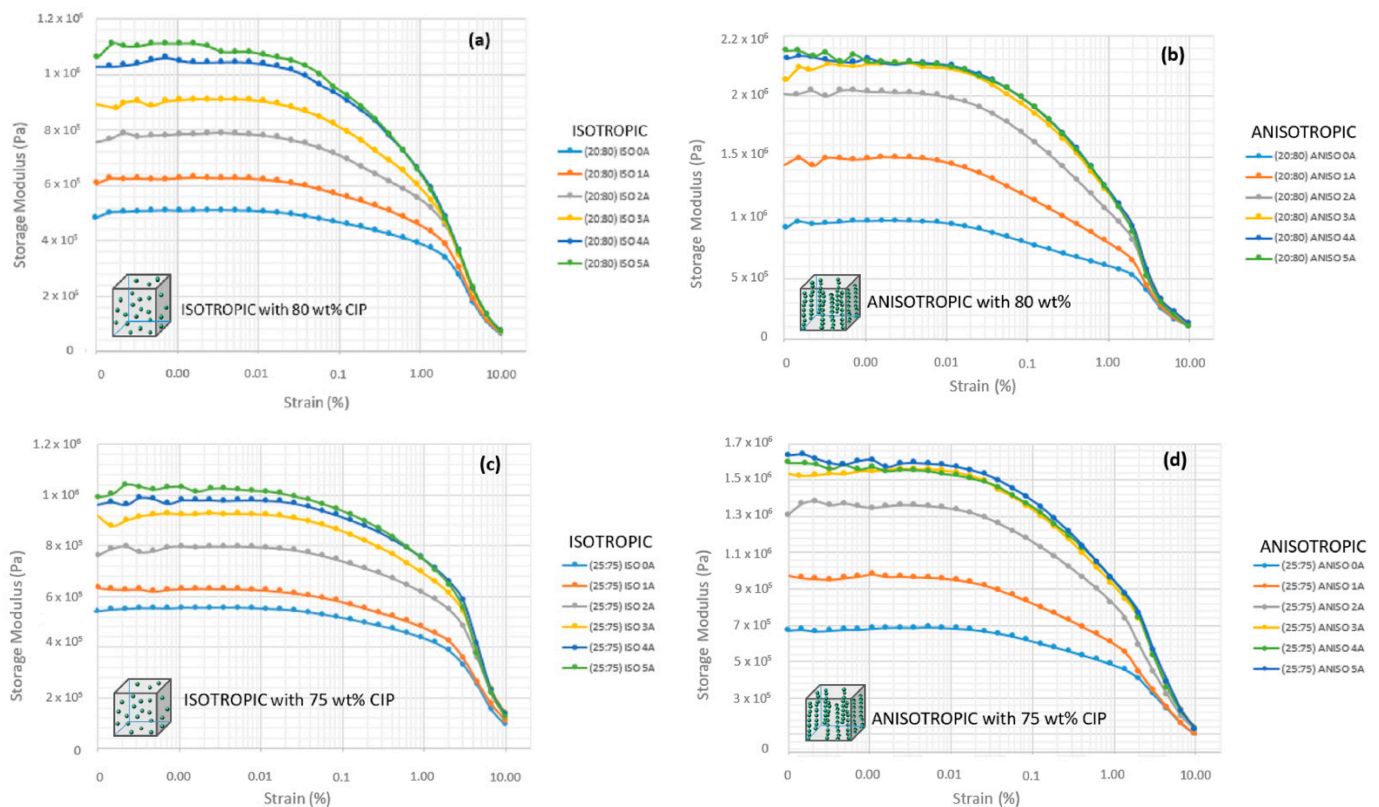 (a)
Storage Modulus (Pa)
1.2 x 10⁶
1 x 10⁶
8 x 10⁵
6 x 10⁵
4 x 10⁵
2 x 10⁵
0
0 0.00 0.01 0.1 1.00 10.00
Strain (%)
ISOTROPIC with 80 wt% CIP
ISOTROPIC
(20:80) ISO 0A
(20:80) ISO 1A
(20:80) ISO 2A
(20:80) ISO 3A
(20:80) ISO 4A
(20:80) ISO 5A
(b)
Storage Modulus (Pa)
2.2 x 10⁶
2 x 10⁶
1.5 x 10⁶
1 x 10⁶
5 x 10⁵
0
0 0.00 0.01 0.1 1.00 10.00
Strain (%)
ANISOTROPIC with 80 wt%
ANISOTROPIC
(20:80) ANISO 0A
(20:80) ANISO 1A
(20:80) ANISO 2A
(20:80) ANISO 3A
(20:80) ANISO 4A
(20:80) ANISO 5A
(c)
Storage Modulus (Pa)
1.2 x 10⁶
1 x 10⁶
8 x 10⁵
6 x 10⁵
4 x 10⁵
2 x 10⁵
0
0 0.00 0.01 0.1 1.00 10.00
Strain (%)
ISOTROPIC with 75 wt% CIP
ISOTROPIC
(25:75) ISO 0A
(25:75) ISO 1A
(25:75) ISO 2A
(25:75) ISO 3A
(25:75) ISO 4A
(25:75) ISO 5A
(d)
Storage Modulus (Pa)
1.7 x 10⁶
1.5 x 10⁶
1.3 x 10⁶
1.1 x 10⁶
9 x 10⁵
7 x 10⁵
5 x 10⁵
3 x 10⁵
0
0 0.00 0.01 0.1 1.00 10.00
Strain (%)
ANISOTROPIC with 75 wt% CIP
ANISOTROPIC
(25:75) ANISO 0A
(25:75) ANISO 1A
(25:75) ANISO 2A
(25:75) ANISO 3A
(25:75) ANISO 4A
(25:75) ANISO 5A